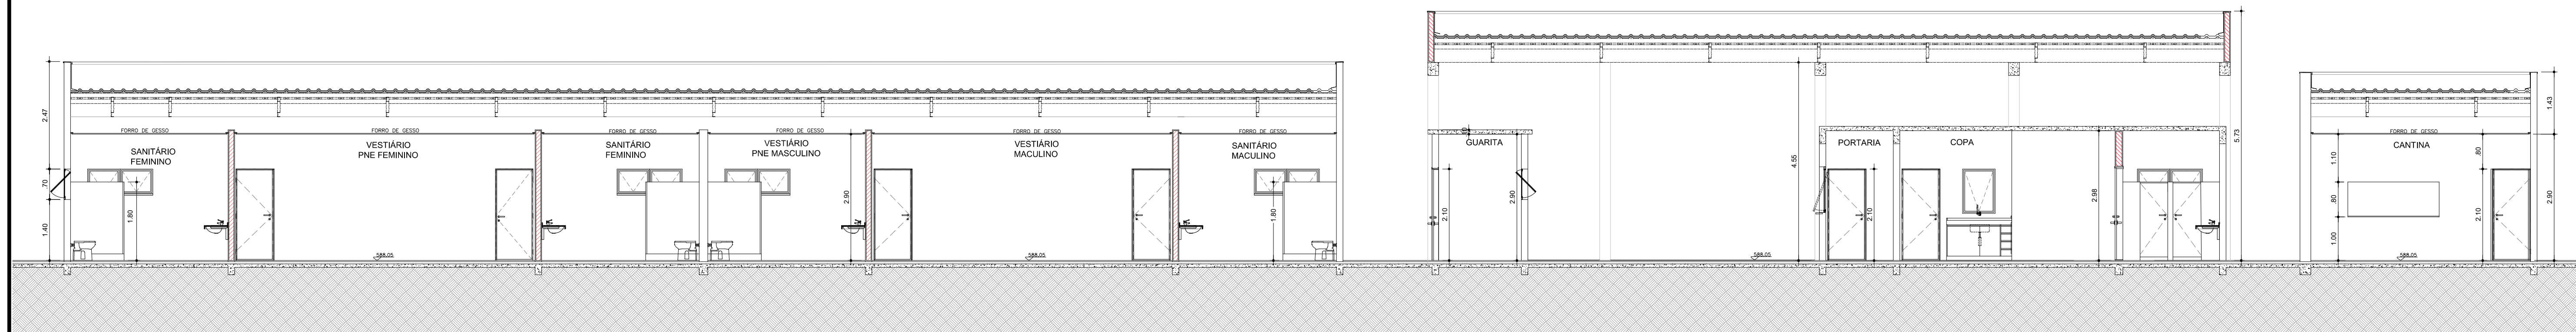 2.47
.70
1.40
FORRO DE GESSO
SANITÁRIO
FEMININO
1.80
FORRO DE GESSO
VESTIÁRIO
PNE FEMININO
588,05
FORRO DE GESSO
SANITÁRIO
FEMININO
FORRO DE GESSO
VESTIÁRIO
PNE MASCULINO
2.90
FORRO DE GESSO
VESTIÁRIO
MACULINO
588,05
FORRO DE GESSO
SANITÁRIO
MACULINO
1.80
GUARITA
2.10
2.90
588,05
4.55
PORTARIA
2.10
COPA
2.98
5.73
FORRO DE GESSO
CANTINA
1.10
.80
1.00
588,05
.80
2.10
1.43
2.90